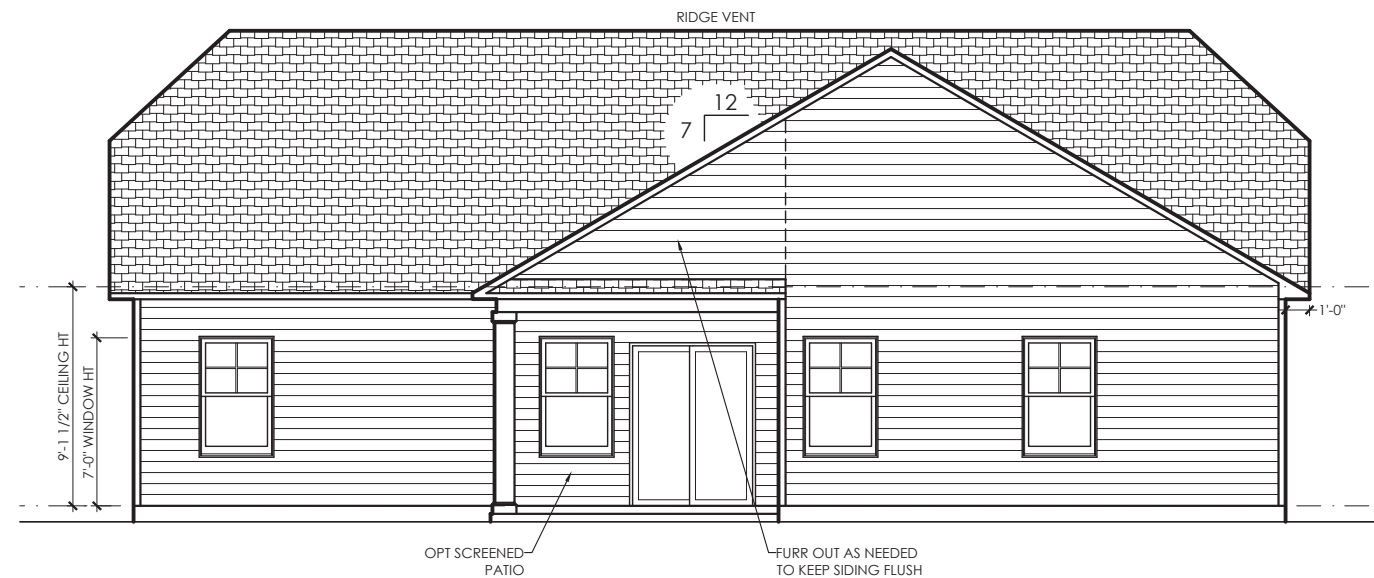 RIDGE VENT
12
7
1'-0"
9'-1 1/2" CEILING HT
7'-0" WINDOW HT
OPT SCREENED
PATIO
FURR OUT AS NEEDED
TO KEEP SIDING FLUSH